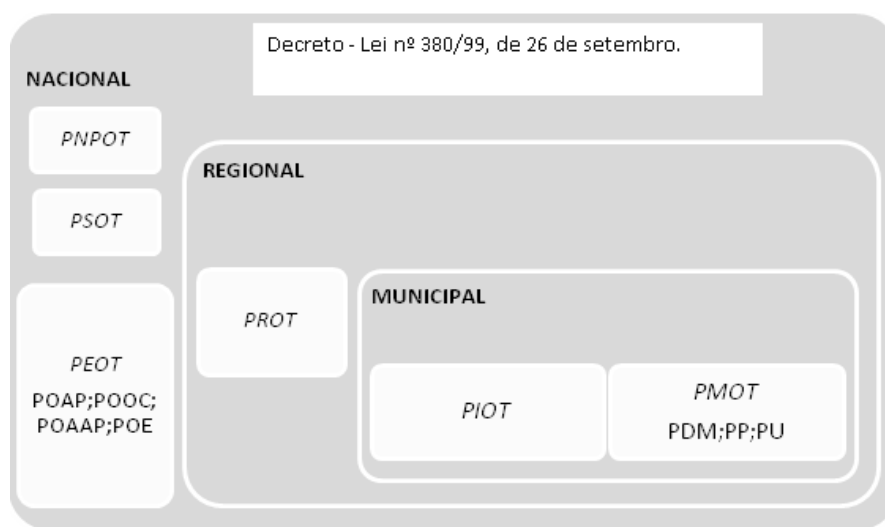 Decreto - Lei nº 380/99, de 26 de setembro.
NACIONAL
PNPOT
PSOT
PEOT
POAP;POOC;
POAAP;POE
REGIONAL
PROT
MUNICIPAL
PIOT
PMOT
PDM;PP;PU